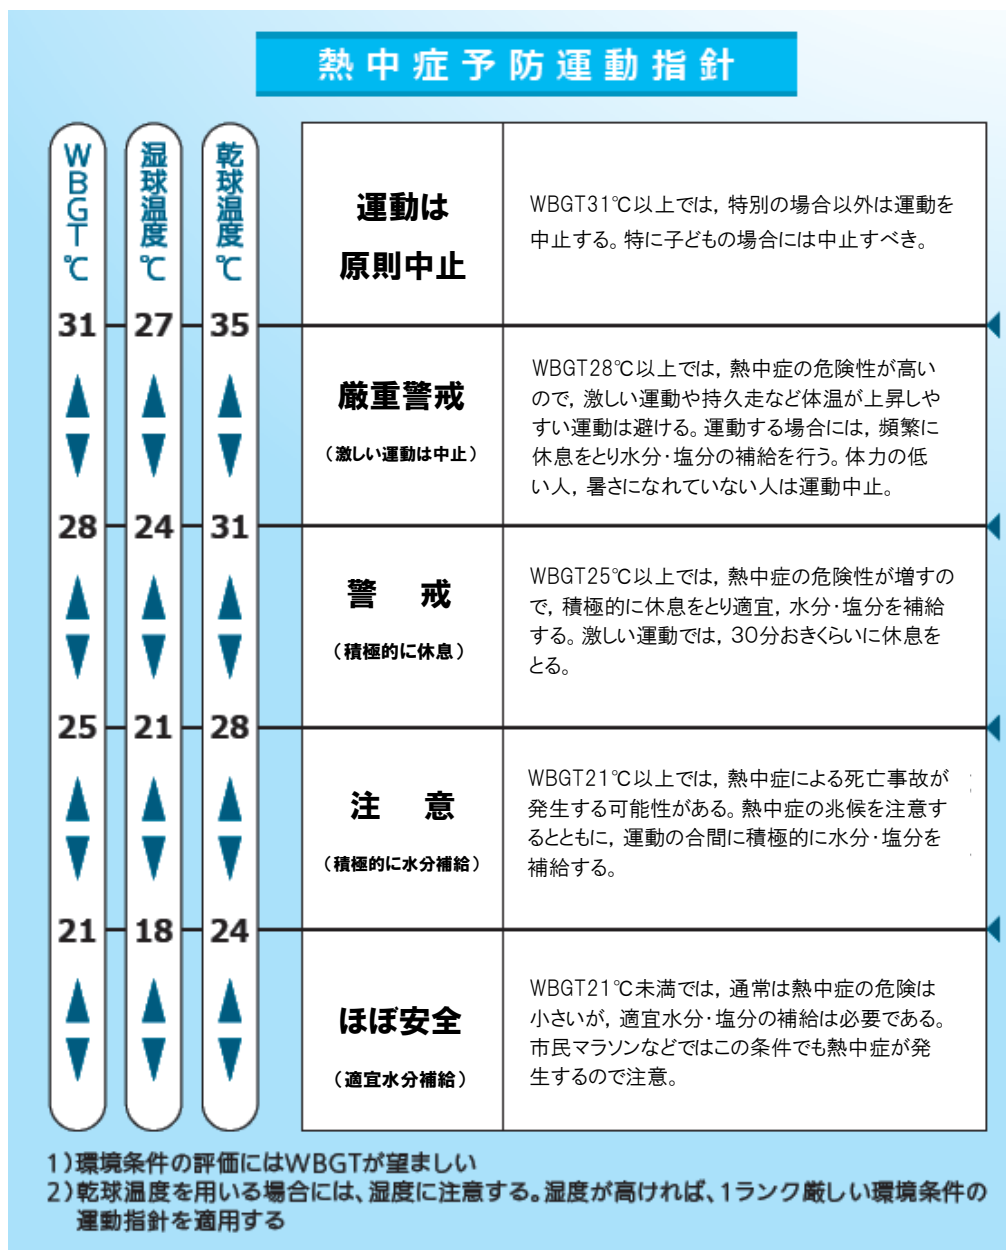 熱中症予防運動指針
WBGT℃
湿球温度℃
乾球温度℃
運動は
原則中止
WBGT31℃以上では，特別の場合以外は運動を
中止する。特に子どもの場合には中止すべき。
31 27 35
厳重警戒
（激しい運動は中止）
WBGT28℃以上では，熱中症の危険性が高い
ので，激しい運動や持久走など体温が上昇しや
すい運動は避ける。運動する場合には，頻繁に
休息をとり水分・塩分の補給を行う。体力の低
い人，暑さになれていない人は運動中止。
28 24 31
警 戒
（積極的に休息）
WBGT25℃以上では，熱中症の危険性が増すの
で，積極的に休息をとり適宜，水分・塩分を補給
する。激しい運動では，30分おきくらいに休息を
とる。
25 21 28
注 意
（積極的に水分補給）
WBGT21℃以上では，熱中症による死亡事故が
発生する可能性がある。熱中症の兆候を注意す
るとともに，運動の合間に積極的に水分・塩分を
補給する。
21 18 24
ほぼ安全
（適宜水分補給）
WBGT21℃未満では，通常は熱中症の危険は
小さいが，適宜水分・塩分の補給は必要である。
市民マラソンなどではこの条件でも熱中症が発
生するので注意。
1)環境条件の評価にはWBGTが望ましい
2)乾球温度を用いる場合には、湿度に注意する。湿度が高ければ、1ランク厳しい環境条件の
運動指針を適用する